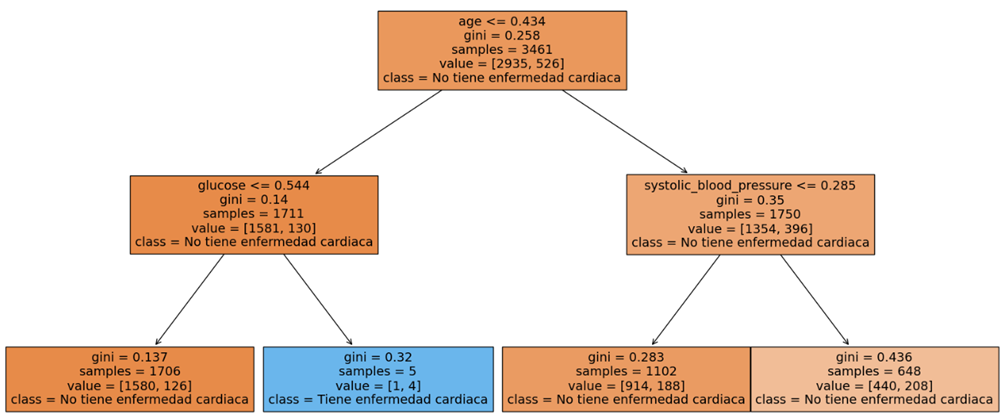 age <= 0.434
gini = 0.258
samples = 3461
value = [2935, 526]
class = No tiene enfermedad cardiaca
glucose <= 0.544
gini = 0.14
samples = 1711
value = [1581, 130]
class = No tiene enfermedad cardiaca
systolic_blood_pressure <= 0.285
gini = 0.35
samples = 1750
value = [1354, 396]
class = No tiene enfermedad cardiaca
gini = 0.137
samples = 1706
value = [1580, 126]
class = No tiene enfermedad cardiaca
gini = 0.32
samples = 5
value = [1, 4]
class = Tiene enfermedad cardiaca
gini = 0.283
samples = 1102
value = [914, 188]
class = No tiene enfermedad cardiaca
gini = 0.436
samples = 648
value = [440, 208]
class = No tiene enfermedad cardiaca